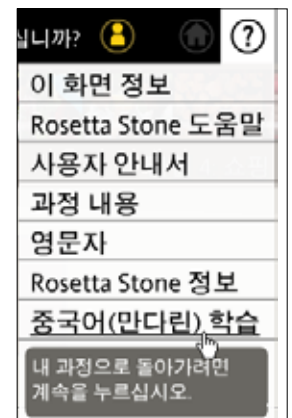 십니까?
?
이 화면 정보
Rosetta Stone 도움말
사용자 안내서
과정 내용
영문자
Rosetta Stone 정보
중국어(만다린) 학습
내 과정으로 돌아가려면
계속을 누르십시오.